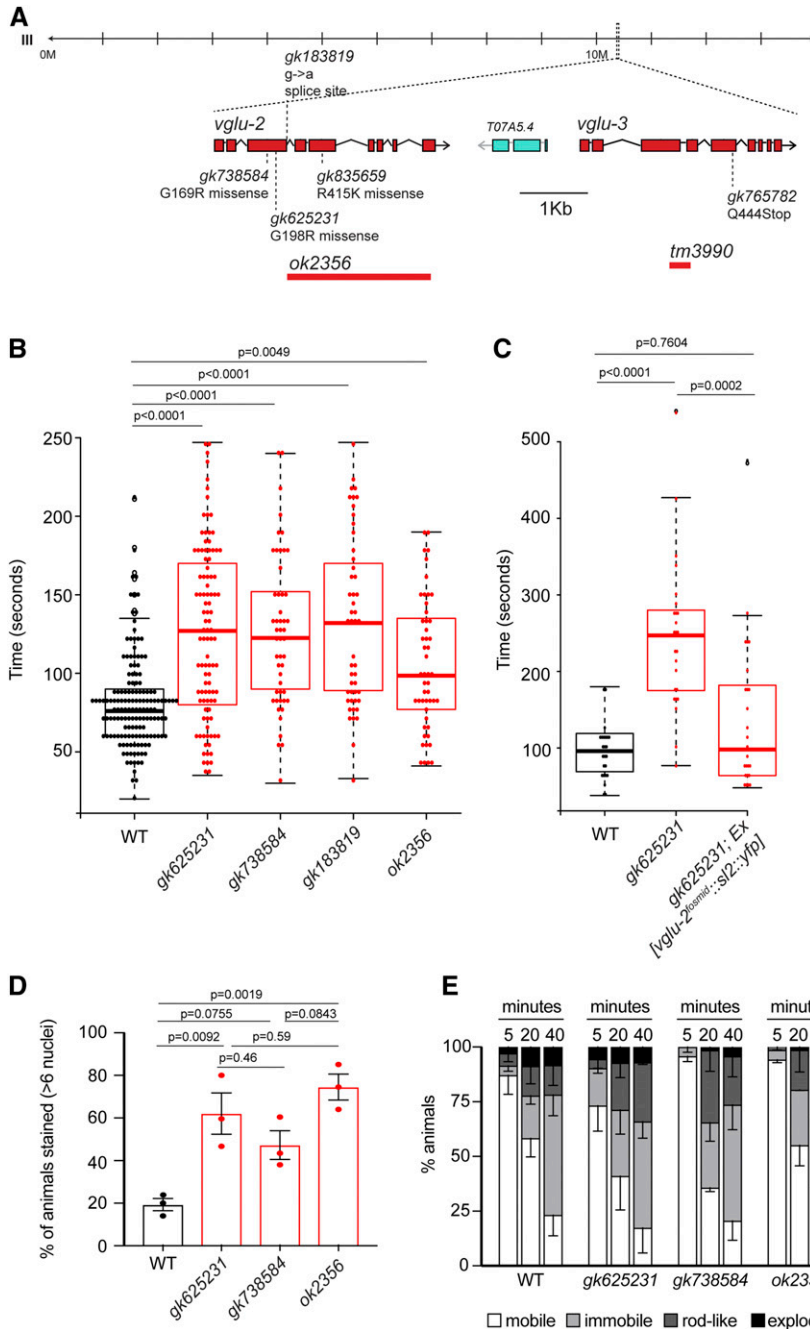 A
III
0M
10M
gk183819
g->a
splice site
vglu-2
T07A5.4
vglu-3
gk738584
G169R missense
gk835659
R415K missense
gk625231
G198R missense
1Kb
gk765782
Q444Stop
ok2356
tm3990
B
p=0.0049
p<0.0001
p<0.0001
p<0.0001
Time (seconds)
250
200
150
100
50
WT
gk625231
gk738584
gk183819
ok2356
C
p=0.7604
p<0.0001
p=0.0002
Time (seconds)
500
400
300
200
100
WT
gk625231
gk625231; Ex
[vglu-2fosmid::sl2::yfp]
D
p=0.0019
p=0.0755
p=0.0843
p=0.0092
p=0.59
p=0.46
% of animals stained (>6 nuclei)
100
80
60
40
20
0
WT
gk625231
gk738584
ok2356
E
minutes
minutes
minutes
minutes
5 20 40
5 20 40
5 20 40
5 20
% animals
100
75
50
25
0
WT
gk625231
gk738584
ok235
mobile
immobile
rod-like
explo